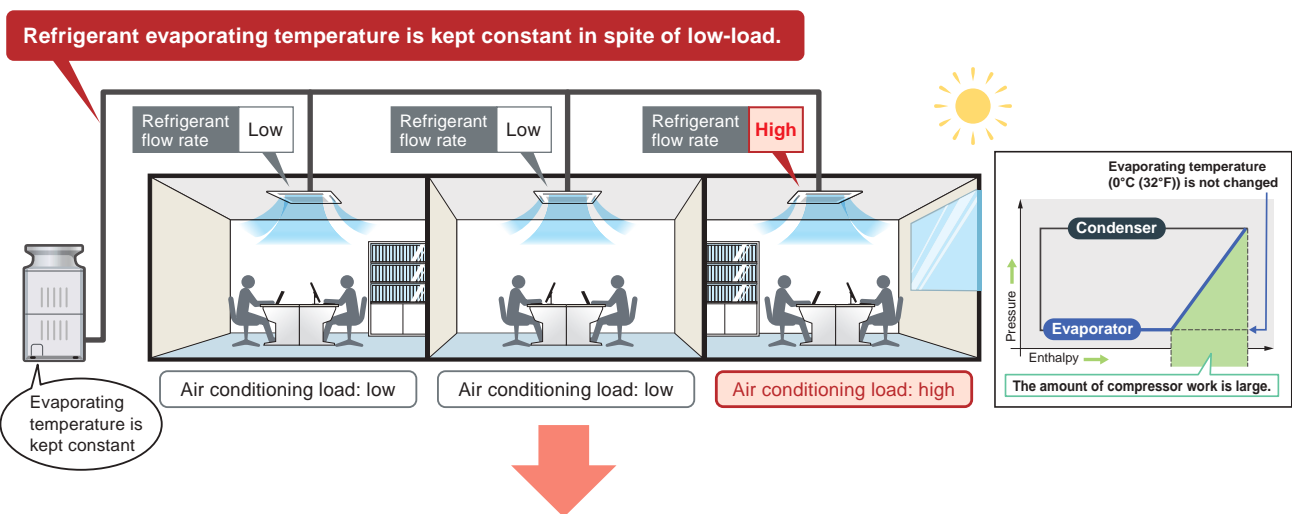 Refrigerant evaporating temperature is kept constant in spite of low-load.
Refrigerant
flow rate
Low
Refrigerant
flow rate
Low
Refrigerant
flow rate
High
Evaporating temperature
(0°C (32°F)) is not changed
Condenser
Evaporator
Pressure
Enthalpy
The amount of compressor work is large.
Air conditioning load: low
Air conditioning load: low
Air conditioning load: high
Evaporating
temperature is
kept constant